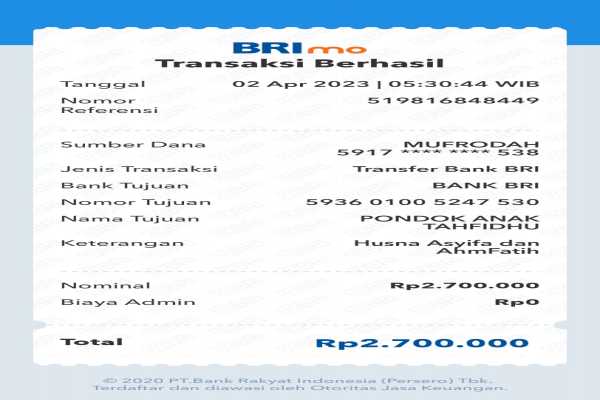 BRImo
Transaksi Berhasil
Tanggal 02 Apr 2023 | 05:30:44 WIB
Nomor 519816848449
Referensi
Sumber Dana MUFRODAH
5917 **** **** 538
Jenis Transaksi Transfer Bank BRI
Bank Tujuan BANK BRI
Nomor Tujuan 5936 0100 5247 530
Nama Tujuan PONDOK ANAK
TAHFIDHU
Keterangan Husna Asyifa dan
AhmFatih
Nominal Rp2.700.000
Biaya Admin Rp0
Total Rp2.700.000
© 2020 PT.Bank Rakyat Indonesia (Persero) Tbk.
Terdaftar dan diawasi oleh Otoritas Jasa Keuangan.